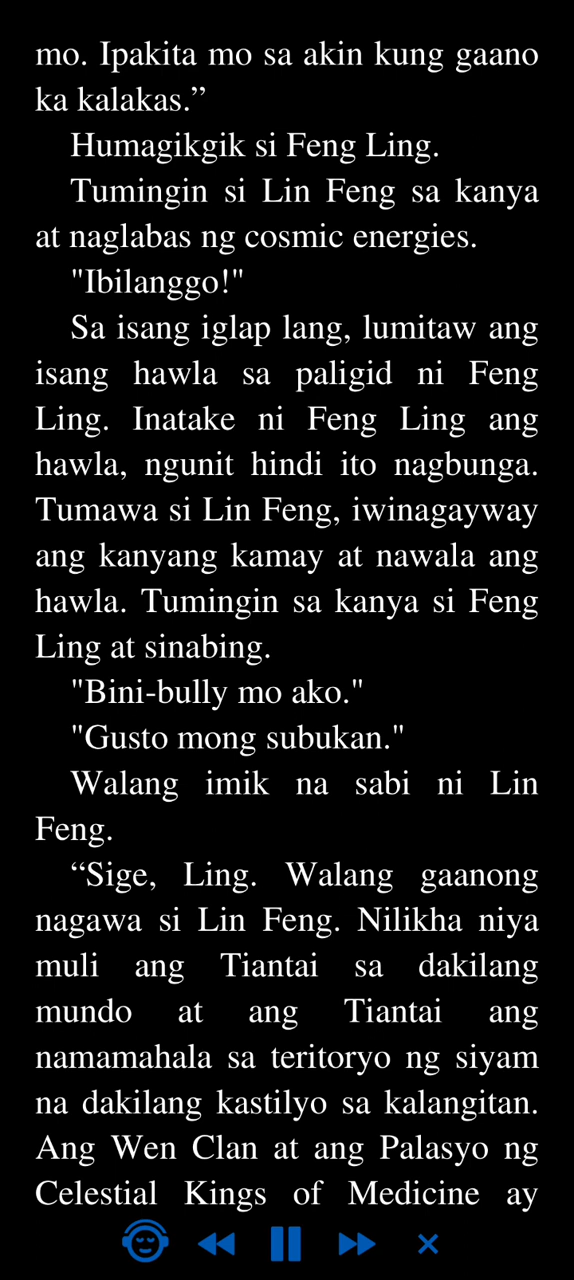 mo. Ipakita mo sa akin kung gaano
ka kalakas.”
Humagikgik si Feng Ling.
Tumingin si Lin Feng sa kanya
at naglabas ng cosmic energies.
"Ibilanggo!"
Sa isang iglap lang, lumitaw ang
isang hawla sa paligid ni Feng
Ling. Inatake ni Feng Ling ang
hawla, ngunit hindi ito nagbunga.
Tumawa si Lin Feng, iwinagayway
ang kanyang kamay at nawala ang
hawla. Tumingin sa kanya si Feng
Ling at sinabing.
"Bini-bully mo ako."
"Gusto mong subukan."
Walang imik na sabi ni Lin
Feng.
“Sige, Ling. Walang gaanong
nagawa si Lin Feng. Nilikha niya
muli ang Tiantai sa dakilang
mundo at ang Tiantai ang
namamahala sa teritoryo ng siyam
na dakilang kastilyo sa kalangitan.
Ang Wen Clan at ang Palasyo ng
Celestial Kings of Medicine ay